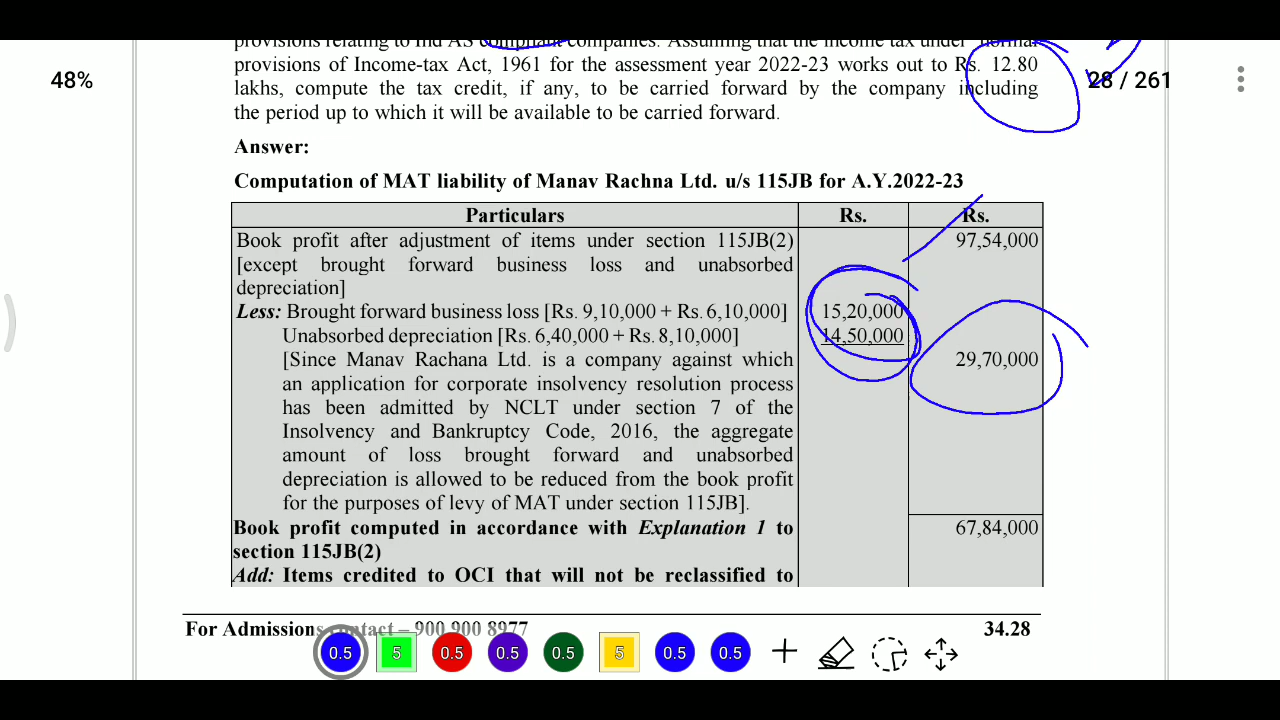 provisions relating to Ind AS compliant companies. Assuming that the income tax under normal
48%
provisions of Income-tax Act, 1961 for the assessment year 2022-23 works out to Rs. 12.80
28 / 261
lakhs, compute the tax credit, if any, to be carried forward by the company including
the period up to which it will be available to be carried forward.
Answer:
Computation of MAT liability of Manav Rachna Ltd. u/s 115JB for A.Y.2022-23
Particulars Rs. Rs.
Book profit after adjustment of items under section 115JB(2) 97,54,000
[except brought forward business loss and unabsorbed
depreciation]
Less: Brought forward business loss [Rs. 9,10,000 + Rs. 6,10,000] 15,20,000
Unabsorbed depreciation [Rs. 6,40,000 + Rs. 8,10,000] 14,50,000
[Since Manav Rachana Ltd. is a company against which 29,70,000
an application for corporate insolvency resolution process
has been admitted by NCLT under section 7 of the
Insolvency and Bankruptcy Code, 2016, the aggregate
amount of loss brought forward and unabsorbed
depreciation is allowed to be reduced from the book profit
for the purposes of levy of MAT under section 115JB].
Book profit computed in accordance with Explanation 1 to 67,84,000
section 115JB(2)
Add: Items credited to OCI that will not be reclassified to
For Admissions contact – 900 900 8977 34.28
0.5 5 0.5 0.5 0.5 5 0.5 0.5